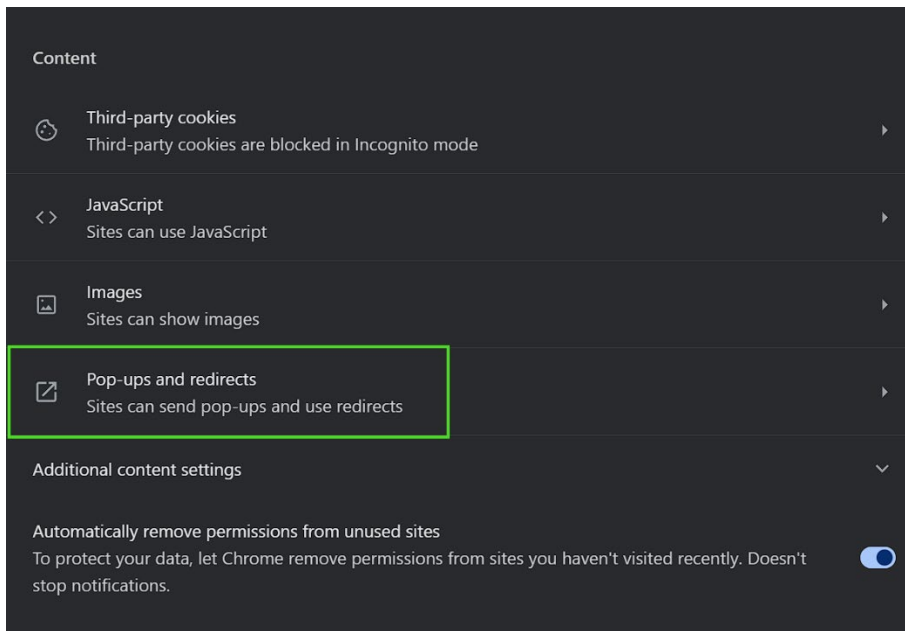 Content
Third-party cookies
Third-party cookies are blocked in Incognito mode
JavaScript
Sites can use JavaScript
Images
Sites can show images
Pop-ups and redirects
Sites can send pop-ups and use redirects
Additional content settings
Automatically remove permissions from unused sites
To protect your data, let Chrome remove permissions from sites you haven't visited recently. Doesn't
stop notifications.